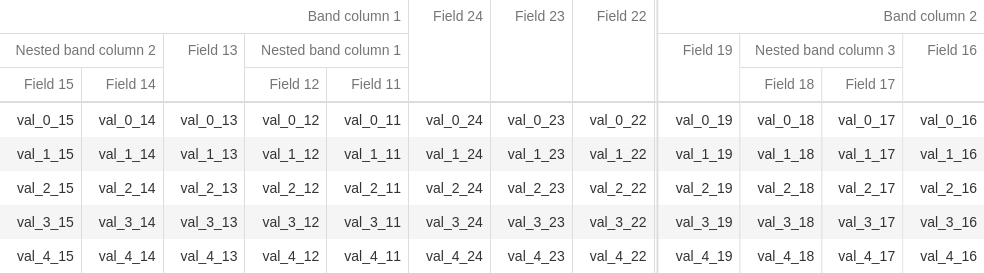 Band column 1 Field 24 Field 23 Field 22 Band column 2
Nested band column 2 Field 13 Nested band column 1 Field 19 Nested band column 3 Field 16
Field 15 Field 14 Field 12 Field 11 Field 18 Field 17
val_0_15 val_0_14 val_0_13 val_0_12 val_0_11 val_0_24 val_0_23 val_0_22 val_0_19 val_0_18 val_0_17 val_0_16
val_1_15 val_1_14 val_1_13 val_1_12 val_1_11 val_1_24 val_1_23 val_1_22 val_1_19 val_1_18 val_1_17 val_1_16
val_2_15 val_2_14 val_2_13 val_2_12 val_2_11 val_2_24 val_2_23 val_2_22 val_2_19 val_2_18 val_2_17 val_2_16
val_3_15 val_3_14 val_3_13 val_3_12 val_3_11 val_3_24 val_3_23 val_3_22 val_3_19 val_3_18 val_3_17 val_3_16
val_4_15 val_4_14 val_4_13 val_4_12 val_4_11 val_4_24 val_4_23 val_4_22 val_4_19 val_4_18 val_4_17 val_4_16